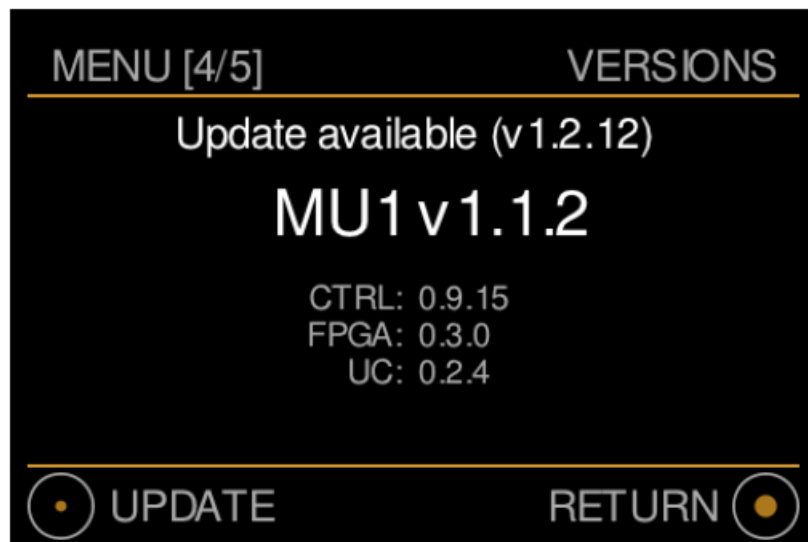 MENU [4/5] VERSIONS
Update available (v1.2.12)
MU1 v1.1.2
CTRL: 0.9.15
FPGA: 0.3.0
UC: 0.2.4
UPDATE RETURN